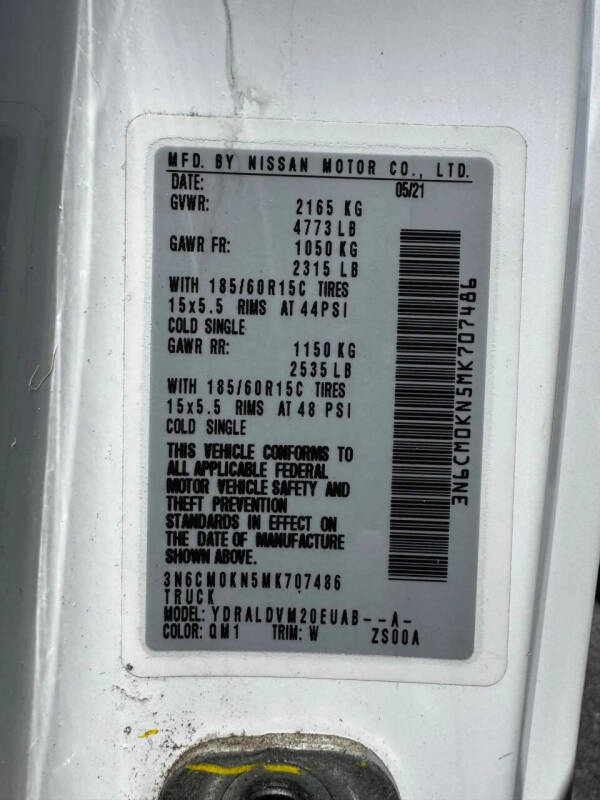 MFD. BY NISSAN MOTOR CO., LTD.
DATE: 05/21
GVWR: 2165 KG
4773 LB
GAWR FR: 1050 KG
2315 LB
WITH 185/60R15C TIRES
15x5.5 RIMS AT 44PSI
COLD SINGLE
GAWR RR: 1150 KG
2535 LB
WITH 185/60R15C TIRES
15x5.5 RIMS AT 48 PSI
COLD SINGLE
THIS VEHICLE CONFORMS TO
ALL APPLICABLE FEDERAL
MOTOR VEHICLE SAFETY AND
THEFT PREVENTION
STANDARDS IN EFFECT ON
THE DATE OF MANUFACTURE
SHOWN ABOVE.
3N6CM0KN5MK707486
TRUCK
MODEL: YDRALDVM20EUAB--A-
COLOR: QM1 TRIM: W ZS00A
3N6CM0KN5MK707486